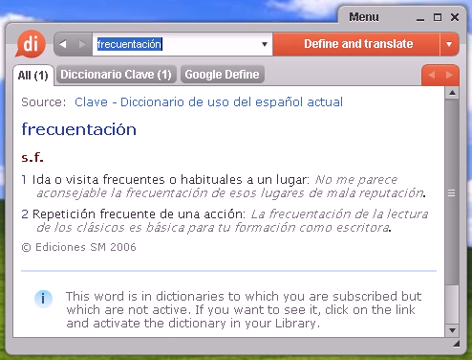 Menu
di
frecuentación
Define and translate
All (1)
Diccionario Clave (1)
Google Define
Source: Clave - Diccionario de uso del español actual
frecuentación
s.f.
1 Ida o visita frecuentes o habituales a un lugar: No me parece
aconsejable la frecuentación de esos lugares de mala reputación.
2 Repetición frecuente de una acción: La frecuentación de la lectura
de los clásicos es básica para tu formación como escritora.
© Ediciones SM 2006
i
This word is in dictionaries to which you are subscribed but
which are not active. If you want to see it, click on the link
and activate the dictionary in your Library.